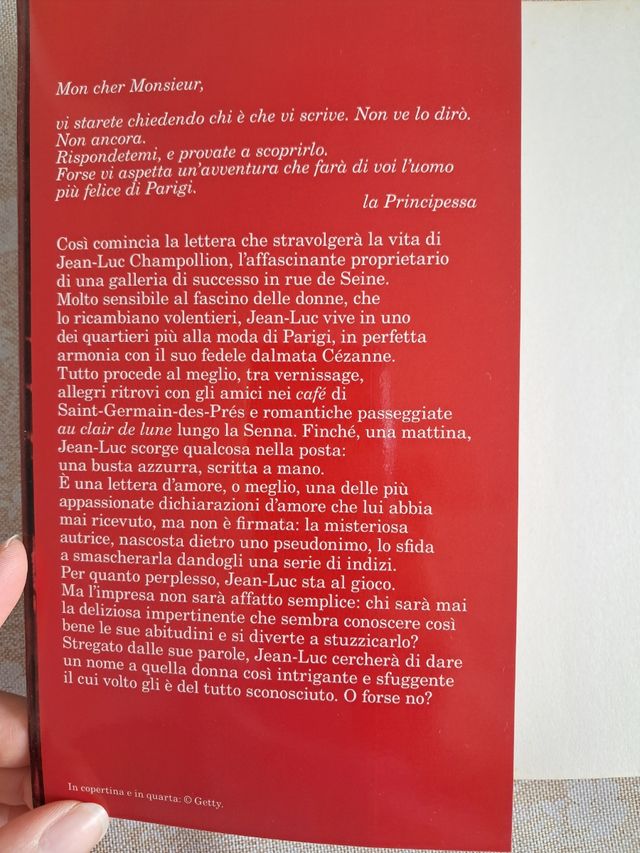 Mon cher Monsieur,
vi starete chiedendo chi è che vi scrive. Non ve lo dirò.
Non ancora.
Rispondetemi, e provate a scoprirlo.
Forse vi aspetta un'avventura che farà di voi l'uomo
più felice di Parigi.
la Principessa
Così comincia la lettera che stravolgerà la vita di
Jean-Luc Champollion, l'affascinante proprietario
di una galleria di successo in rue de Seine.
Molto sensibile al fascino delle donne, che
lo ricambiano volentieri, Jean-Luc vive in uno
dei quartieri più alla moda di Parigi, in perfetta
armonia con il suo fedele dalmata Cézanne.
Tutto procede al meglio, tra vernissage,
allegri ritrovi con gli amici nei café di
Saint-Germain-des-Prés e romantiche passeggiate
au clair de lune lungo la Senna. Finché, una mattina,
Jean-Luc scorge qualcosa nella posta:
una busta azzurra, scritta a mano.
È una lettera d'amore, o meglio, una delle più
appassionate dichiarazioni d'amore che lui abbia
mai ricevuto, ma non è firmata: la misteriosa
autrice, nascosta dietro uno pseudonimo, lo sfida
a smascherarla dandogli una serie di indizi.
Per quanto perplesso, Jean-Luc sta al gioco.
Ma l'impresa non sarà affatto semplice: chi sarà mai
la deliziosa impertinente che sembra conoscere così
bene le sue abitudini e si diverte a stuzzicarlo?
Stregato dalle sue parole, Jean-Luc cercherà di dare
un nome a quella donna così intrigante e sfuggente
il cui volto gli è del tutto sconosciuto. O forse no?
In copertina e in quarta: © Getty.